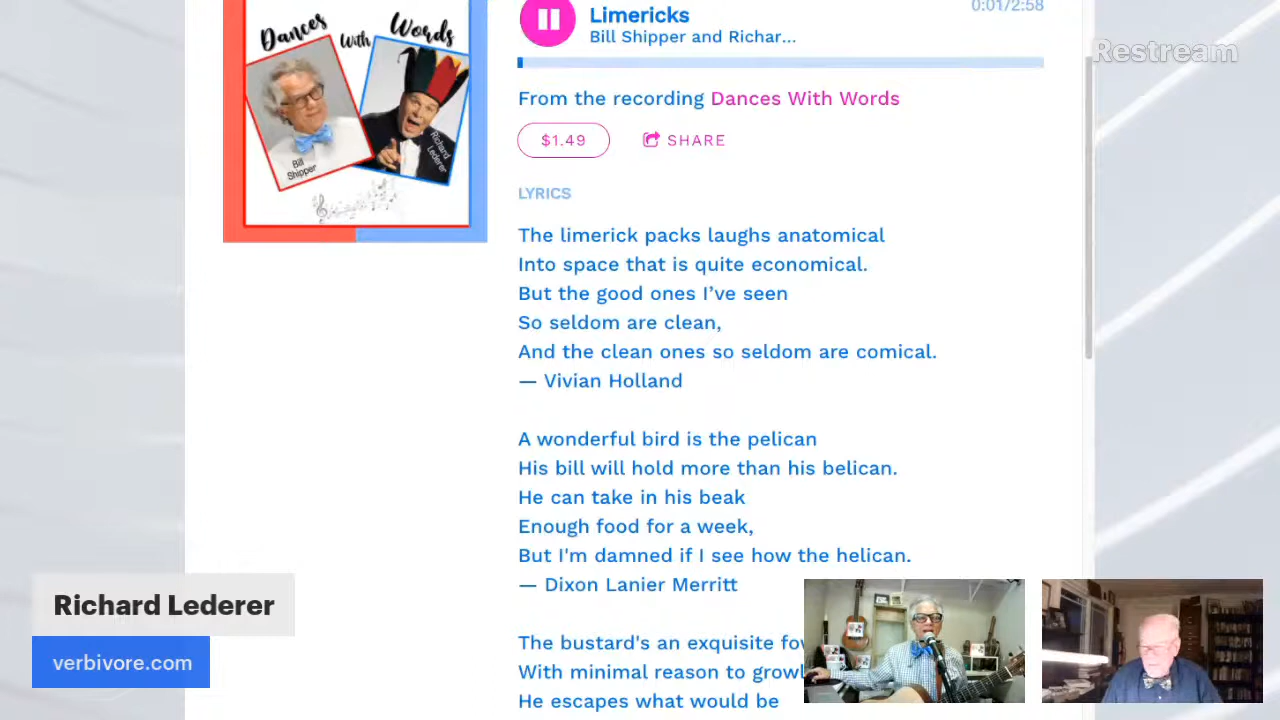 Dances
With
Words
Bill
Shipper
Richard
Lederer
Limericks
Bill Shipper and Richar...
0:01/2:58
Restream
From the recording Dances With Words
$1.49
SHARE
LYRICS
The limerick packs laughs anatomical
Into space that is quite economical.
But the good ones I’ve seen
So seldom are clean,
And the clean ones so seldom are comical.
— Vivian Holland
A wonderful bird is the pelican
His bill will hold more than his belican.
He can take in his beak
Enough food for a week,
But I'm damned if I see how the helican.
— Dixon Lanier Merritt
The bustard's an exquisite
With minimal reason to growl
He escapes what would be
Richard Lederer
verbivore.com